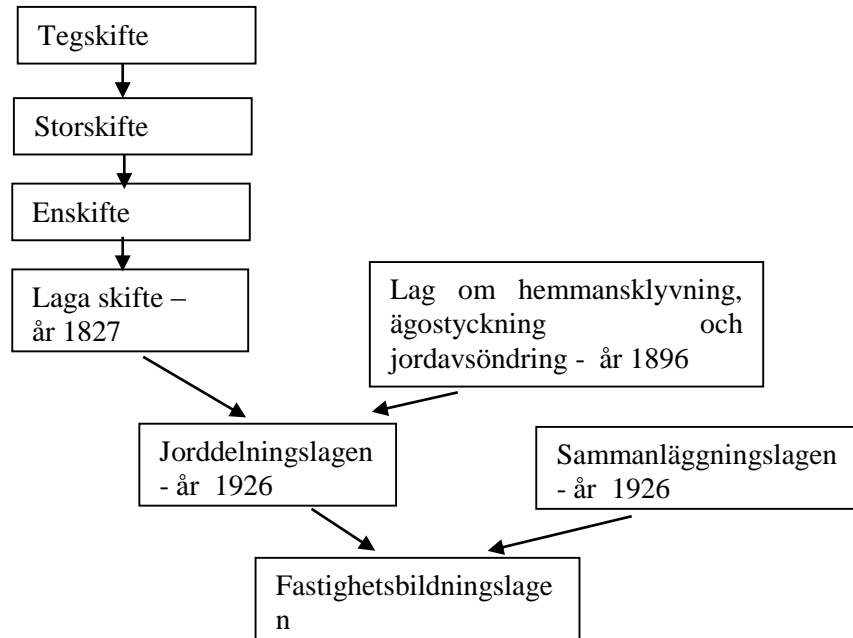 Tegskifte
Storskifte
Enskifte
Laga skifte –
år 1827
Lag om hemmansklyvning,
ägostyckning och
jordavsöndring - år 1896
Jorddelningslagen
- år 1926
Sammanläggningslagen
- år 1926
Fastighetsbildningslage
n